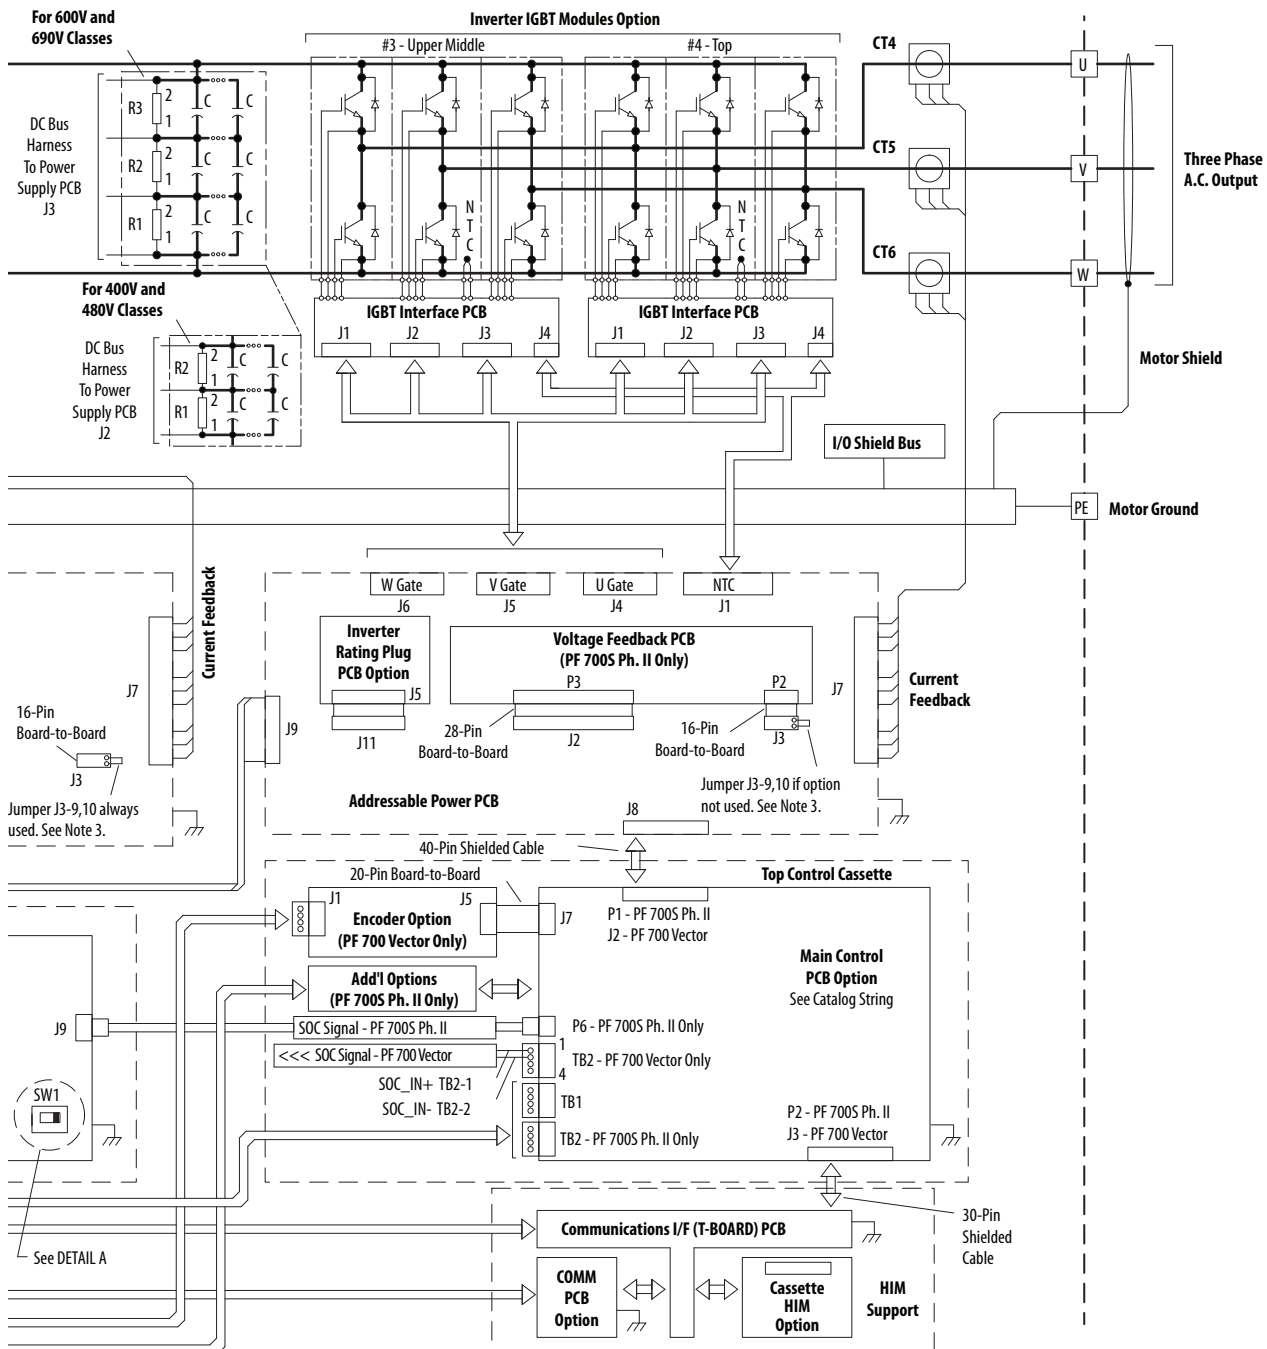 For 600V and
690V Classes
Inverter IGBT Modules Option
#3 - Upper Middle
#4 - Top
CT4
CT5
CT6
U
V
W
Three Phase
A.C. Output
DC Bus
Harness
To Power
Supply PCB
J3
R3
2
1
C
C
R2
2
1
C
C
R1
2
1
C
C
N
T
C
N
T
C
For 400V and
480V Classes
DC Bus
Harness
To Power
Supply PCB
J2
R2
2
1
C
C
R1
2
1
C
C
IGBT Interface PCB
J1
J2
J3
J4
IGBT Interface PCB
J1
J2
J3
J4
Motor Shield
I/O Shield Bus
PE
Motor Ground
Current Feedback
J7
16-Pin
Board-to-Board
J3
Jumper J3-9,10 always
used. See Note 3.
W Gate
J6
V Gate
J5
U Gate
J4
NTC
J1
Inverter
Rating Plug
PCB Option
J5
J11
Voltage Feedback PCB
(PF 700S Ph. II Only)
P3
P2
28-Pin
Board-to-Board
J2
16-Pin
Board-to-Board
J3
J7
Current
Feedback
J9
Jumper J3-9,10 if option
not used. See Note 3.
Addressable Power PCB
J8
40-Pin Shielded Cable
20-Pin Board-to-Board
Top Control Cassette
J1
J5
Encoder Option
(PF 700 Vector Only)
J7
P1 - PF 700S Ph. II
J2 - PF 700 Vector
Main Control
PCB Option
See Catalog String
Add'l Options
(PF 700S Ph. II Only)
J9
SOC Signal - PF 700S Ph. II
P6 - PF 700S Ph. II Only
<<< SOC Signal - PF 700 Vector
1
4
TB2 - PF 700 Vector Only
SOC_IN+ TB2-1
SOC_IN- TB2-2
TB1
TB2 - PF 700S Ph. II Only
P2 - PF 700S Ph. II
J3 - PF 700 Vector
SW1
See DETAIL A
30-Pin
Shielded
Cable
Communications I/F (T-BOARD) PCB
COMM
PCB
Option
Cassette
HIM
Option
HIM
Support